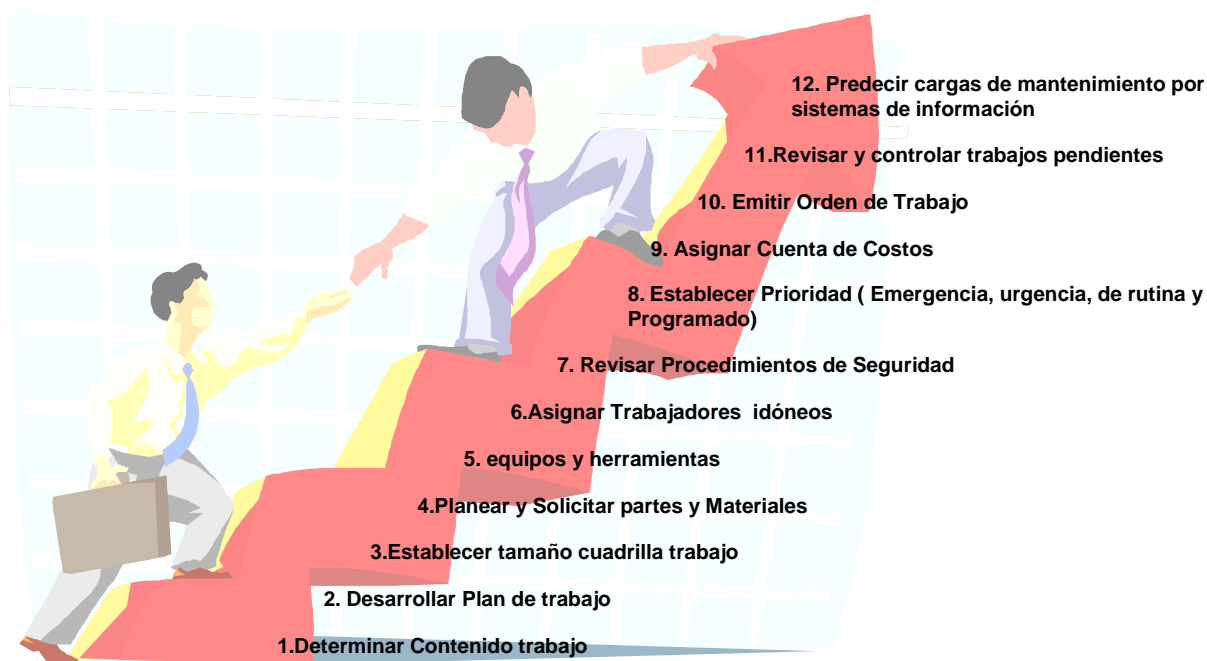 12. Predecir cargas de mantenimiento por
sistemas de información
11.Revisar y controlar trabajos pendientes
10. Emitir Orden de Trabajo
9. Asignar Cuenta de Costos
8. Establecer Prioridad ( Emergencia, urgencia, de rutina y
Programado)
7. Revisar Procedimientos de Seguridad
6.Asignar Trabajadores  idóneos
5. equipos y herramientas
4.Planear y Solicitar partes y Materiales
3.Establecer tamaño cuadrilla trabajo
2. Desarrollar Plan de trabajo
1.Determinar Contenido trabajo